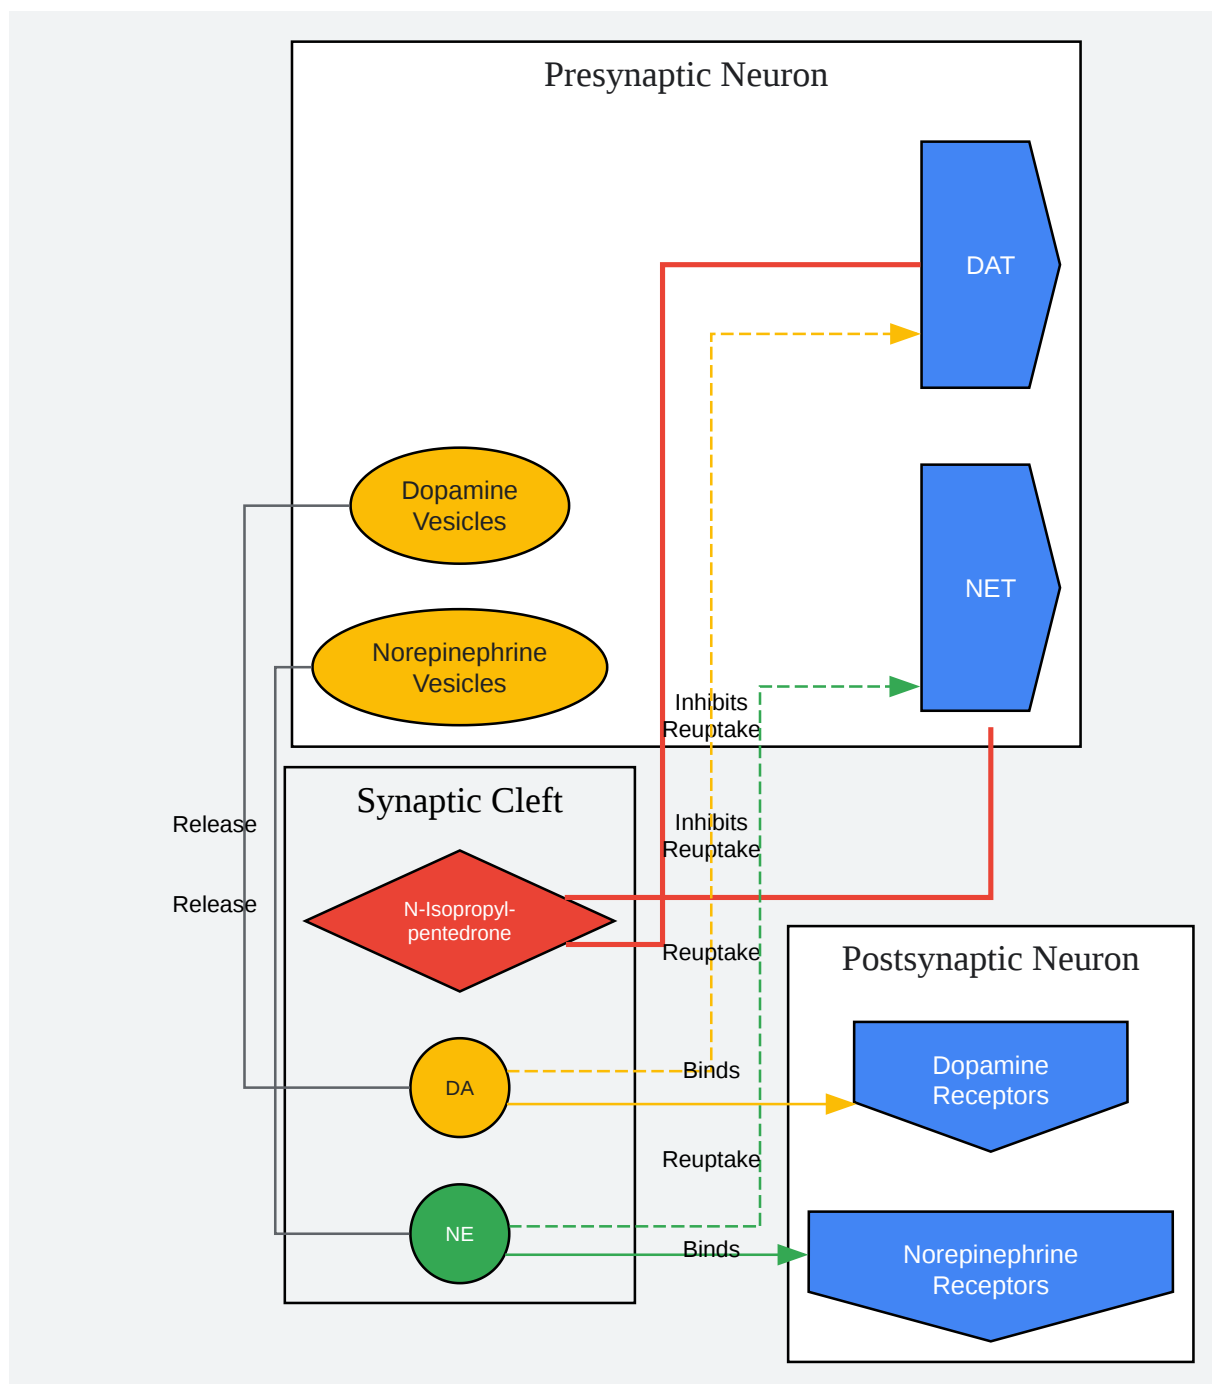 Presynaptic Neuron
DAT
Dopamine
Vesicles
NET
Norepinephrine
Vesicles
Inhibits
Reuptake
Synaptic Cleft
Release
Inhibits
Reuptake
Release
N-Isopropyl-
pentedrone
Reuptake
Postsynaptic Neuron
Binds
Dopamine
Receptors
DA
Reuptake
NE
Binds
Norepinephrine
Receptors